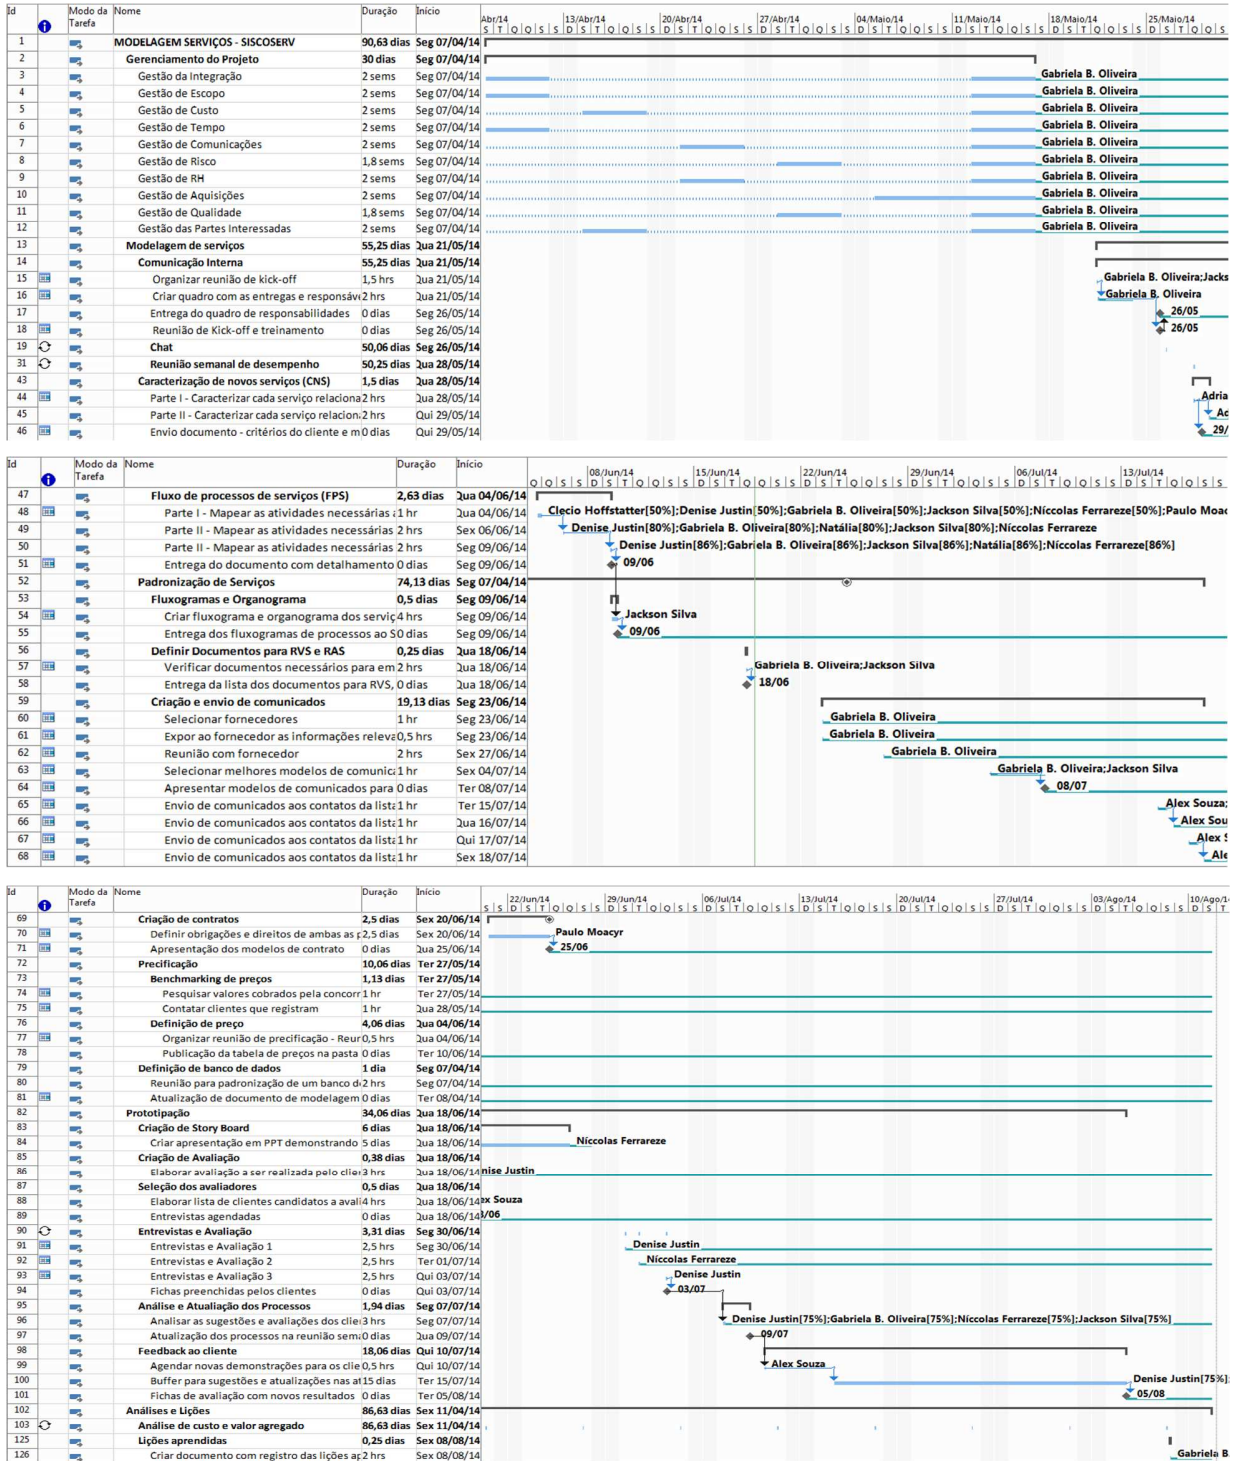 Id Modo da Tarefa Nome Duração Início Abr/14 13/Abr/14 20/Abr/14 27/Abr/14 04/Maio/14 11/Maio/14 18/Maio/14 25/Maio/14
1 MODELAGEM SERVIÇOS - SISCOSERV 90,63 dias Seg 07/04/14
2 Gerenciamento do Projeto 30 dias Seg 07/04/14
3 Gestão da Integração 2 sems Seg 07/04/14 Gabriela B. Oliveira
4 Gestão de Escopo 2 sems Seg 07/04/14 Gabriela B. Oliveira
5 Gestão de Custo 2 sems Seg 07/04/14 Gabriela B. Oliveira
6 Gestão de Tempo 2 sems Seg 07/04/14 Gabriela B. Oliveira
7 Gestão de Comunicações 2 sems Seg 07/04/14 Gabriela B. Oliveira
8 Gestão de Risco 1,8 sems Seg 07/04/14 Gabriela B. Oliveira
9 Gestão de RH 2 sems Seg 07/04/14 Gabriela B. Oliveira
10 Gestão de Aquisições 2 sems Seg 07/04/14 Gabriela B. Oliveira
11 Gestão de Qualidade 1,8 sems Seg 07/04/14 Gabriela B. Oliveira
12 Gestão das Partes Interessadas 2 sems Seg 07/04/14 Gabriela B. Oliveira
13 Modelagem de serviços 55,25 dias Qua 21/05/14
14 Comunicação Interna 55,25 dias Qua 21/05/14
15 Organizar reunião de kick-off 1,5 hrs Qua 21/05/14 Gabriela B. Oliveira;Jacks
16 Criar quadro com as entregas e responsáv 2 hrs Qua 21/05/14 Gabriela B. Oliveira
17 Entrega do quadro de responsabilidades 0 dias Seg 26/05/14 26/05
18 Reunião de Kick-off e treinamento 0 dias Seg 26/05/14 26/05
19 Chat 50,06 dias Seg 26/05/14
31 Reunião semanal de desempenho 50,25 dias Qua 28/05/14
43 Caracterização de novos serviços (CNS) 1,5 dias Qua 28/05/14
44 Parte I - Caracterizar cada serviço relaciona 2 hrs Qua 28/05/14 Adria
45 Parte II - Caracterizar cada serviço relacion 2 hrs Qui 29/05/14 Ad
46 Envio documento - critérios do cliente e m 0 dias Qui 29/05/14 29/
Id Modo da Tarefa Nome Duração Início 08/Jun/14 15/Jun/14 22/Jun/14 29/Jun/14 06/Jul/14 13/Jul/14
47 Fluxo de processos de serviços (FPS) 2,63 dias Qua 04/06/14
48 Parte I - Mapear as atividades necessárias 1 hr Qua 04/06/14 Clecio Hoffstatter[50%];Denise Justin[50%];Gabriela B. Oliveira[50%];Jackson Silva[50%];Níccolas Ferrareze[50%];Paulo Moac
49 Parte II - Mapear as atividades necessárias 2 hrs Sex 06/06/14 Denise Justin[80%];Gabriela B. Oliveira[80%];Natália[80%];Jackson Silva[80%];Níccolas Ferrareze
50 Parte II - Mapear as atividades necessárias 2 hrs Seg 09/06/14 Denise Justin[86%];Gabriela B. Oliveira[86%];Jackson Silva[86%];Natália[86%];Níccolas Ferrareze[86%]
51 Entrega do documento com detalhamento 0 dias Seg 09/06/14 09/06
52 Padronização de Serviços 74,13 dias Seg 07/04/14
53 Fluxogramas e Organograma 0,5 dias Seg 09/06/14
54 Criar fluxograma e organograma dos serviç 4 hrs Seg 09/06/14 Jackson Silva
55 Entrega dos fluxogramas de processos ao S 0 dias Seg 09/06/14 09/06
56 Definir Documentos para RVS e RAS 0,25 dias Qua 18/06/14
57 Verificar documentos necessários para em 2 hrs Qua 18/06/14 Gabriela B. Oliveira;Jackson Silva
58 Entrega da lista dos documentos para RVS, 0 dias Qua 18/06/14 18/06
59 Criação e envio de comunicados 19,13 dias Seg 23/06/14
60 Selecionar fornecedores 1 hr Seg 23/06/14 Gabriela B. Oliveira
61 Expor ao fornecedor as informações releva 0,5 hrs Seg 23/06/14 Gabriela B. Oliveira
62 Reunião com fornecedor 2 hrs Sex 27/06/14 Gabriela B. Oliveira
63 Selecionar melhores modelos de comunica 1 hr Sex 04/07/14 Gabriela B. Oliveira;Jackson Silva
64 Apresentar modelos de comunicados para 0 dias Ter 08/07/14 08/07
65 Envio de comunicados aos contatos da lista 1 hr Ter 15/07/14 Alex Souza;
66 Envio de comunicados aos contatos da lista 1 hr Qua 16/07/14 Alex Sou
67 Envio de comunicados aos contatos da lista 1 hr Qui 17/07/14 Alex
68 Envio de comunicados aos contatos da lista 1 hr Sex 18/07/14 Ale
Id Modo da Tarefa Nome Duração Início 22/Jun/14 29/Jun/14 06/Jul/14 13/Jul/14 20/Jul/14 27/Jul/14 03/Ago/14 10/Ago/1
69 Criação de contratos 2,5 dias Sex 20/06/14
70 Definir obrigações e direitos de ambas as p 2,5 dias Sex 20/06/14 Paulo Moacyr
71 Apresentação dos modelos de contrato 0 dias Qua 25/06/14 25/06
72 Precificação 10,06 dias Ter 27/05/14
73 Benchmarking de preços 1,13 dias Ter 27/05/14
74 Pesquisar valores cobrados pela concorr 1 hr Ter 27/05/14
75 Contatar clientes que registram 1 hr Qua 28/05/14
76 Definição de preço 4,06 dias Qua 04/06/14
77 Organizar reunião de precificação - Reur 0,5 hrs Qua 04/06/14
78 Publicação da tabela de preços na pasta 0 dias Ter 10/06/14
79 Definição de banco de dados 1 dia Seg 07/04/14
80 Reunião para padronização de um banco d 2 hrs Seg 07/04/14
81 Atualização de documento de modelagem 0 dias Ter 08/04/14
82 Prototipação 34,06 dias Qua 18/06/14
83 Criação de Story Board 6 dias Qua 18/06/14
84 Criar apresentação em PPT demonstrando 5 dias Qua 18/06/14 Níccolas Ferrareze
85 Criação de Avaliação 0,38 dias Qua 18/06/14
86 Elaborar avaliação a ser realizada pelo clie 3 hrs Qua 18/06/14 nise Justin
87 Seleção dos avaliadores 0,5 dias Qua 18/06/14
88 Elaborar lista de clientes candidatos a avali 4 hrs Qua 18/06/14 ex Souza
89 Entrevistas agendadas 0 dias Qua 18/06/14 /06
90 Entrevistas e Avaliação 3,31 dias Seg 30/06/14
91 Entrevistas e Avaliação 1 2,5 hrs Seg 30/06/14 Denise Justin
92 Entrevistas e Avaliação 2 2,5 hrs Ter 01/07/14 Níccolas Ferrareze
93 Entrevistas e Avaliação 3 2,5 hrs Qui 03/07/14 Denise Justin
94 Fichas preenchidas pelos clientes 0 dias Qui 03/07/14 03/07
95 Análise e Atualiação dos Processos 1,94 dias Seg 07/07/14
96 Analisar as sugestões e avaliações dos clie 3 hrs Seg 07/07/14 Denise Justin[75%];Gabriela B. Oliveira[75%];Níccolas Ferrareze[75%];Jackson Silva[75%]
97 Atualização dos processos na reunião sema 0 dias Qua 09/07/14 09/07
98 Feedback ao cliente 18,06 dias Qui 10/07/14
99 Agendar novas demonstrações para os clie 0,5 hrs Qui 10/07/14 Alex Souza
100 Buffer para sugestões e atualizações nas at 15 dias Ter 15/07/14 Denise Justin[75%];
101 Fichas de avaliação com novos resultados 0 dias Ter 05/08/14 05/08
102 Análises e Lições 86,63 dias Sex 11/04/14
103 Análise de custo e valor agregado 86,63 dias Sex 11/04/14
125 Lições aprendidas 0,25 dias Sex 08/08/14
126 Criar documento com registro das lições ap 2 hrs Sex 08/08/14 Gabriela B